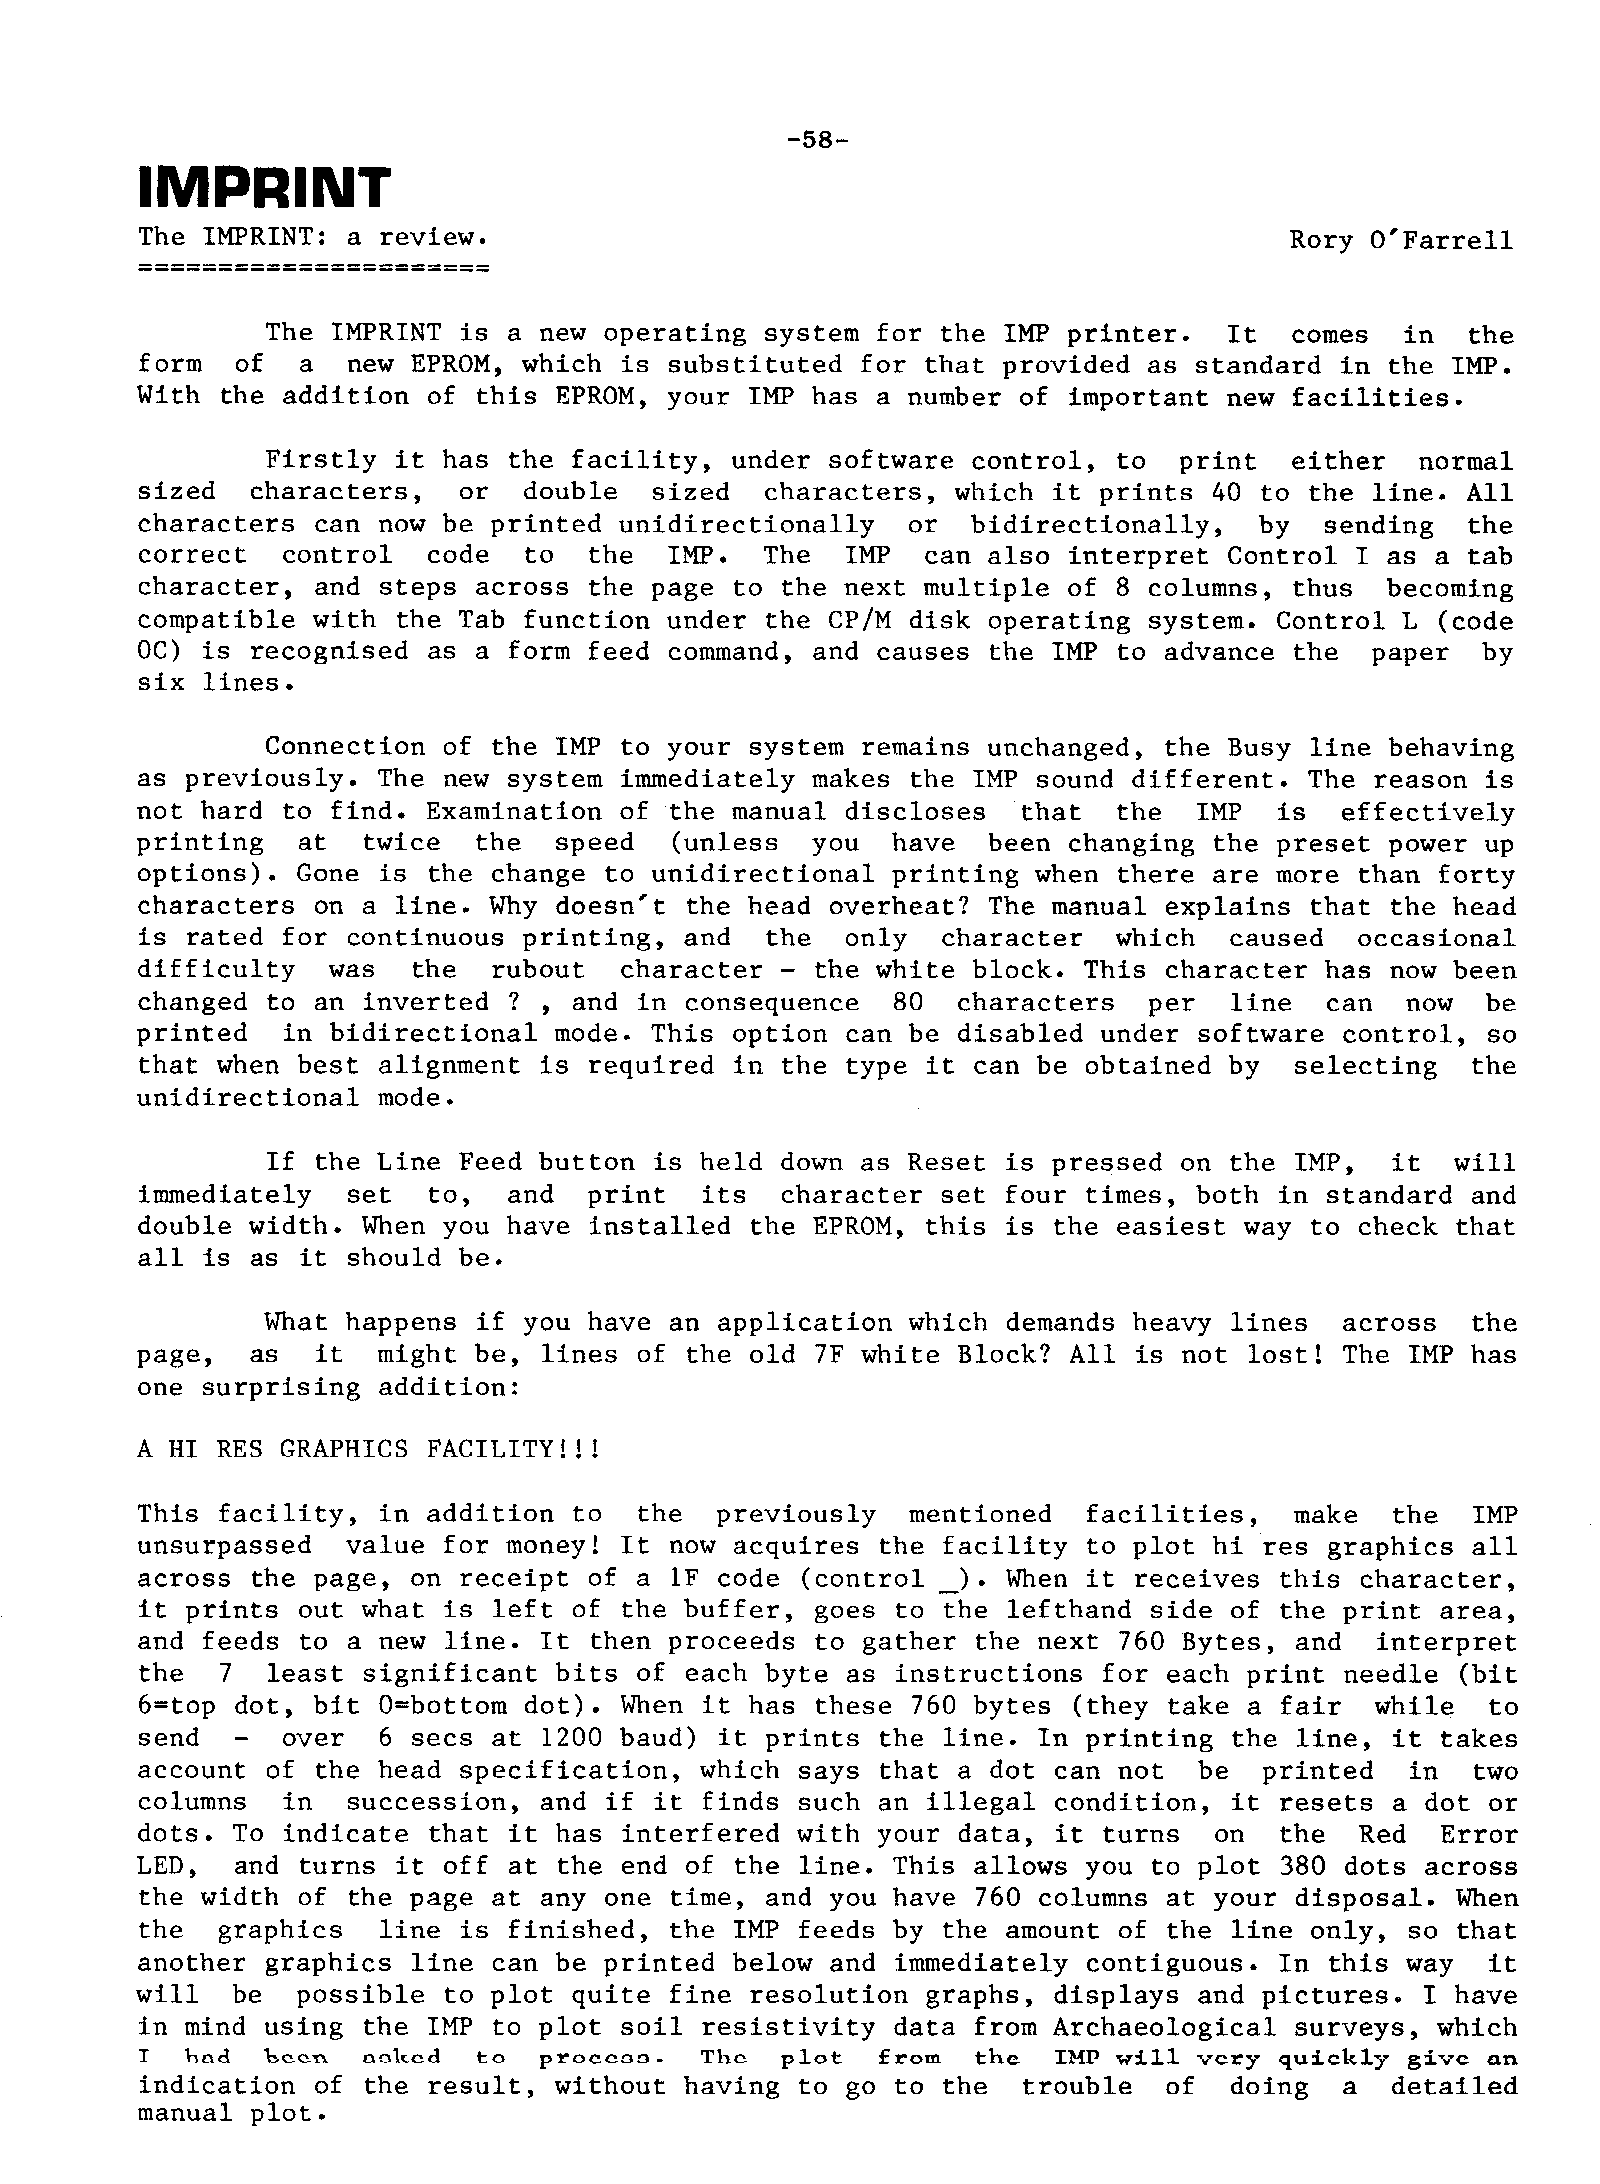 -58-
IMPRINT
The IMPRINT: a review. Rory O'Farrell
======================
The IMPRINT is a new operating system for the IMP printer. It comes in the
form of a new EPROM, which is substituted for that provided as standard in the IMP.
With the addition of this EPROM, your IMP has a number of important new facilities.
Firstly it has the facility, under software control, to print either normal
sized characters, or double sized characters, which it prints 40 to the line. All
characters can now be printed unidirectionally or bidirectionally, by sending the
correct control code to the IMP. The IMP can also interpret Control I as a tab
character, and steps across the page to the next multiple of 8 columns, thus becoming
compatible with the Tab function under the CP/M disk operating system. Control L (code
0C) is recognised as a form feed command, and causes the IMP to advance the paper by
six lines.
Connection of the IMP to your system remains unchanged, the Busy line behaving
as previously. The new system immediately makes the IMP sound different. The reason is
not hard to find. Examination of the manual discloses that the IMP is effectively
printing at twice the speed (unless you have been changing the preset power up
options). Gone is the change to unidirectional printing when there are more than forty
characters on a line. Why doesn't the head overheat? The manual explains that the head
is rated for continuous printing, and the only character which caused occasional
difficulty was the rubout character - the white block. This character has now been
changed to an inverted ? , and in consequence 80 characters per line can now be
printed in bidirectional mode. This option can be disabled under software control, so
that when best alignment is required in the type it can be obtained by selecting the
unidirectional mode.
If the Line Feed button is held down as Reset is pressed on the IMP, it will
immediately set to, and print its character set four times, both in standard and
double width. When you have installed the EPROM, this is the easiest way to check that
all is as it should be.
What happens if you have an application which demands heavy lines across the
page, as it might be, lines of the old 7F white Block? All is not lost! The IMP has
one surprising addition:
A HI RES GRAPHICS FACILITY!!!
This facility, in addition to the previously mentioned facilities, make the IMP
unsurpassed value for money! It now acquires the facility to plot hi res graphics all
across the page, on receipt of a 1F code (control _). When it receives this character,
it prints out what is left of the buffer, goes to the lefthand side of the print area,
and feeds to a new line. It then proceeds to gather the next 760 Bytes, and interpret
the 7 least significant bits of each byte as instructions for each print needle (bit
6=top dot, bit 0=bottom dot). When it has these 760 bytes (they take a fair while to
send - over 6 secs at 1200 baud) it prints the line. In printing the line, it takes
account of the head specification, which says that a dot can not be printed in two
columns in succession, and if it finds such an illegal condition, it resets a dot or
dots. To indicate that it has interfered with your data, it turns on the Red Error
LED, and turns it off at the end of the line. This allows you to plot 380 dots across
the width of the page at any one time, and you have 760 columns at your disposal. When
the graphics line is finished, the IMP feeds by the amount of the line only, so that
another graphics line can be printed below and immediately contiguous. In this way it
will be possible to plot quite fine resolution graphs, displays and pictures. I have
in mind using the IMP to plot soil resistivity data from Archaeological surveys, which
I had been asked to process. The plot from the IMP will very quickly give an
indication of the result, without having to go to the trouble of doing a detailed
manual plot.